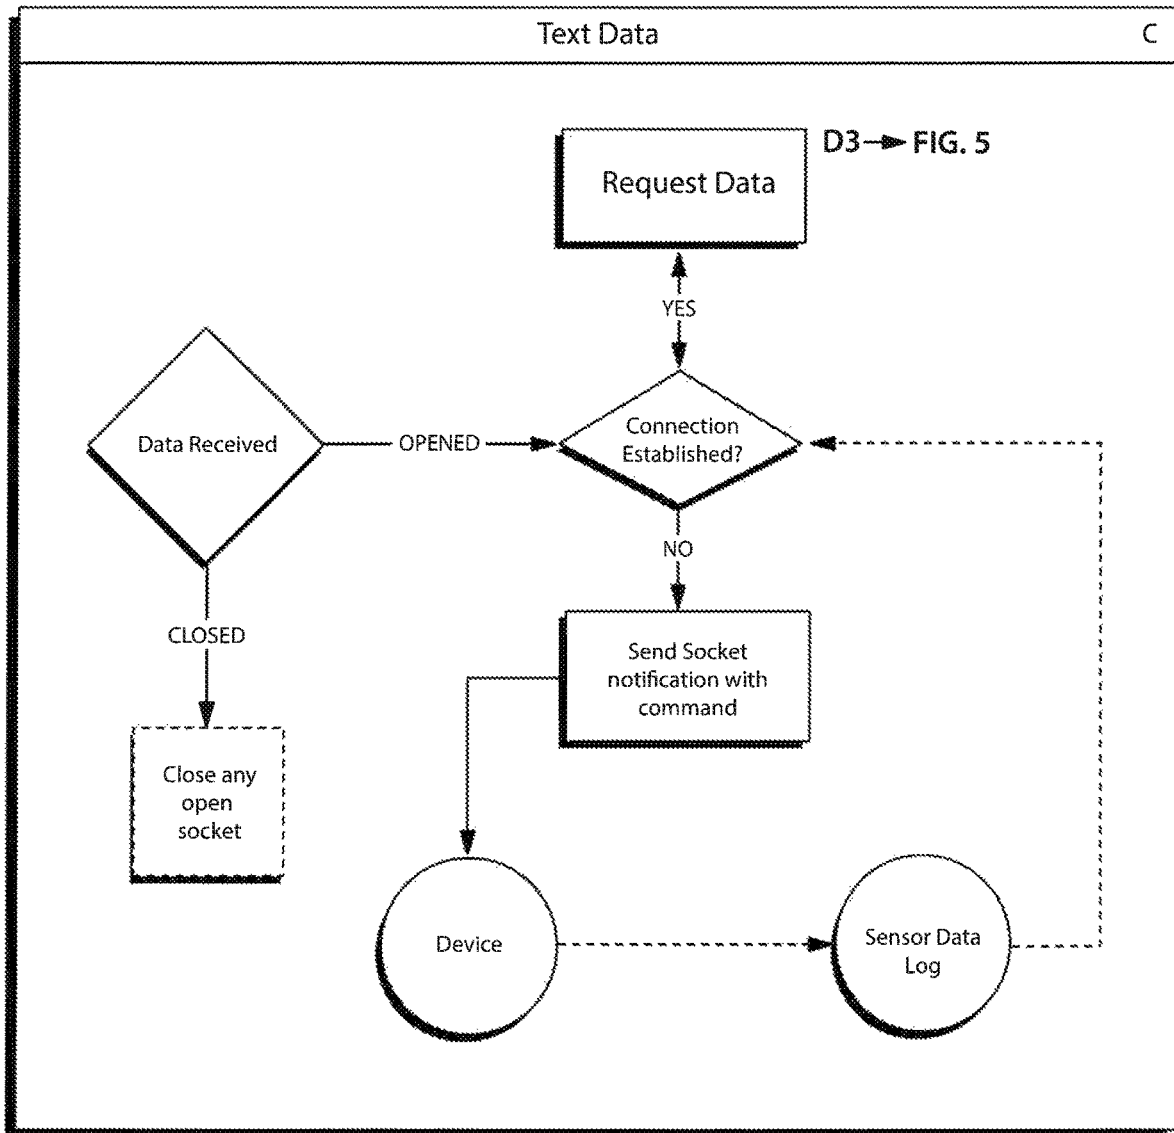 Text Data C
D3 → FIG. 5
Request Data
YES
Data Received
OPENED
Connection
Established?
NO
CLOSED
Send Socket
notification with
command
Close any
open
socket
Device
Sensor Data
Log